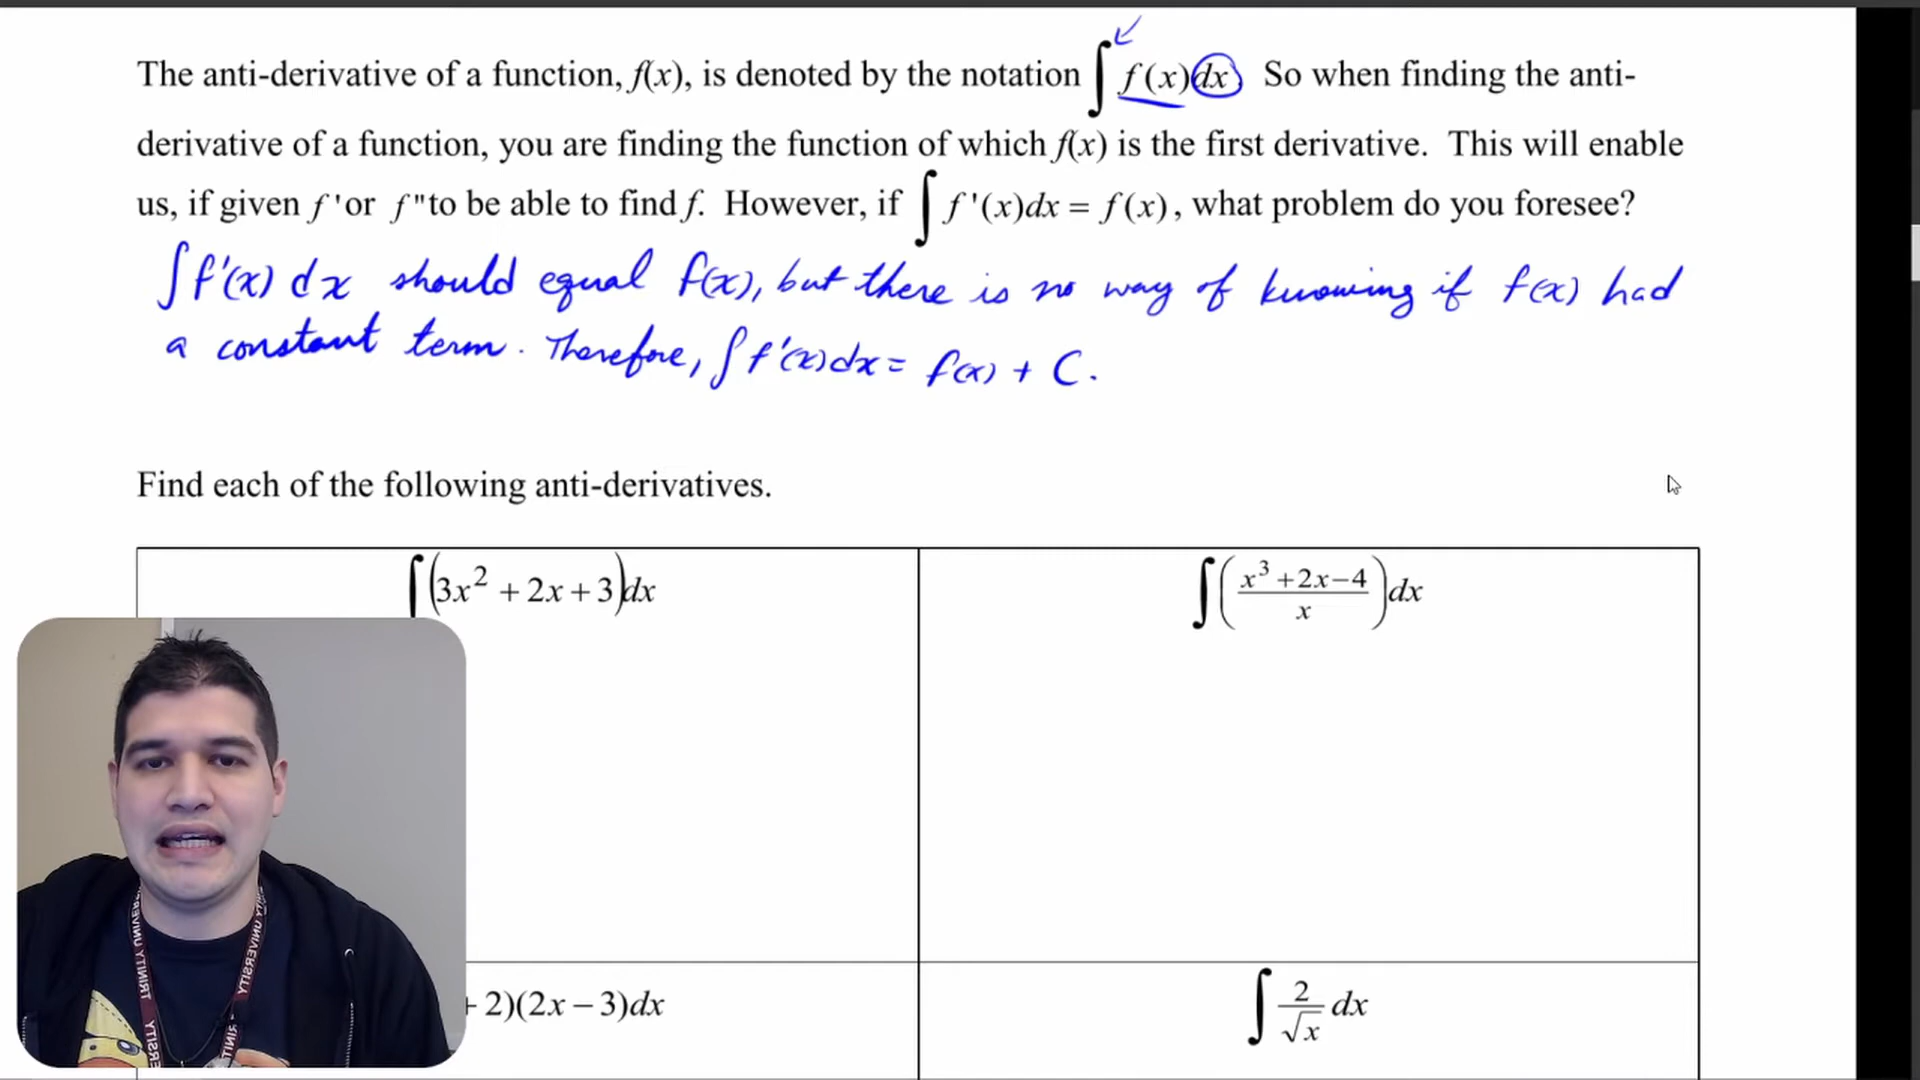 The anti-derivative of a function, f(x), is denoted by the notation ∫ f(x)dx So when finding the anti-
derivative of a function, you are finding the function of which f(x) is the first derivative. This will enable
us, if given f 'or f "to be able to find f. However, if ∫ f '(x)dx = f(x), what problem do you foresee?
∫ f'(x) dx should equal f(x), but there is no way of knowing if f(x) had
a constant term. Therefore, ∫ f'(x)dx = f(x) + C.
Find each of the following anti-derivatives.
∫(3x² + 2x + 3)dx
∫((x³ + 2x − 4)/x)dx
+ 2)(2x − 3)dx
∫ 2/√x dx
TRINITY UNIVER
UNIVERSITY